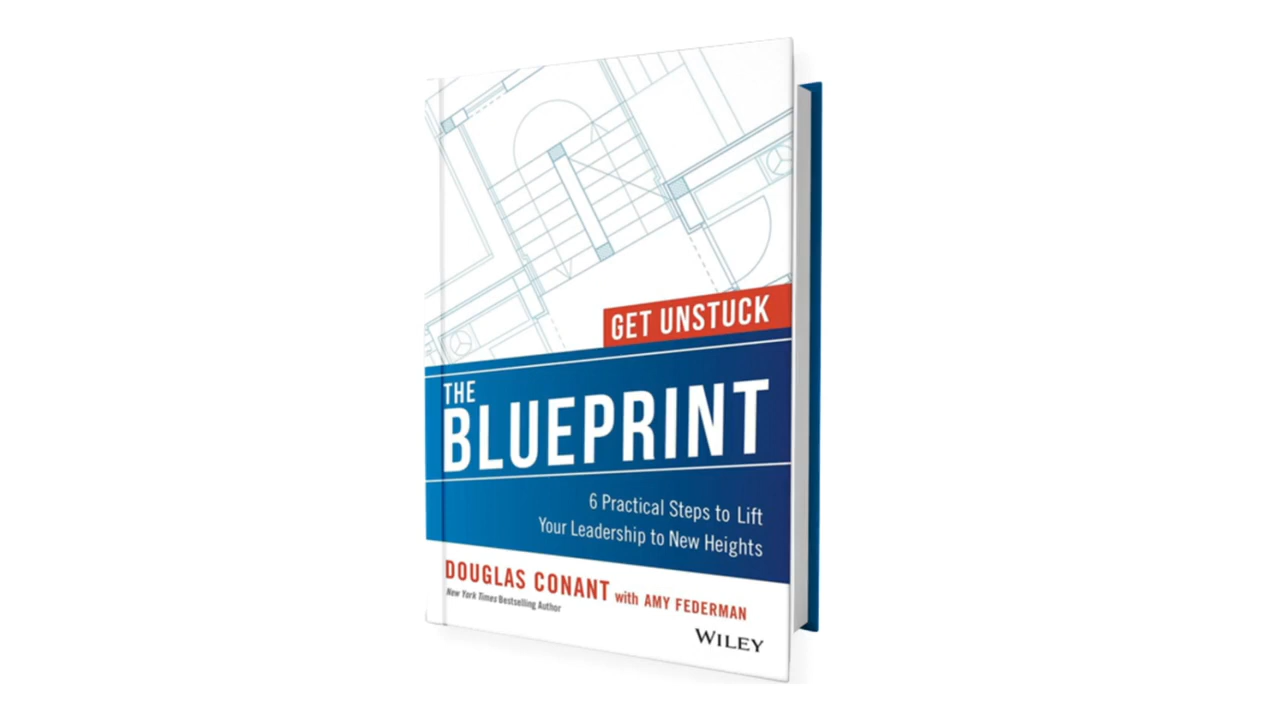 GET UNSTUCK
THE
BLUEPRINT
6 Practical Steps to Lift
Your Leadership to New Heights
DOUGLAS CONANT with AMY FEDERMAN
New York Times Bestselling Author
WILEY